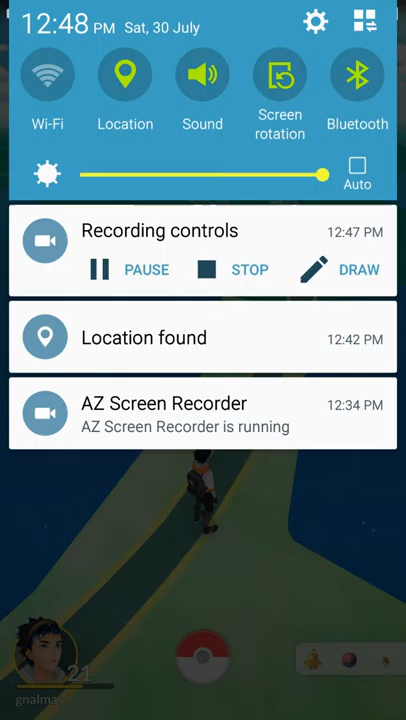 12:48 PM Sat, 30 July
Wi-Fi
Location
Sound
Screen
rotation
Bluetooth
Auto
Recording controls
12:47 PM
PAUSE
STOP
DRAW
Location found
12:42 PM
AZ Screen Recorder
12:34 PM
AZ Screen Recorder is running
21
gnalmas